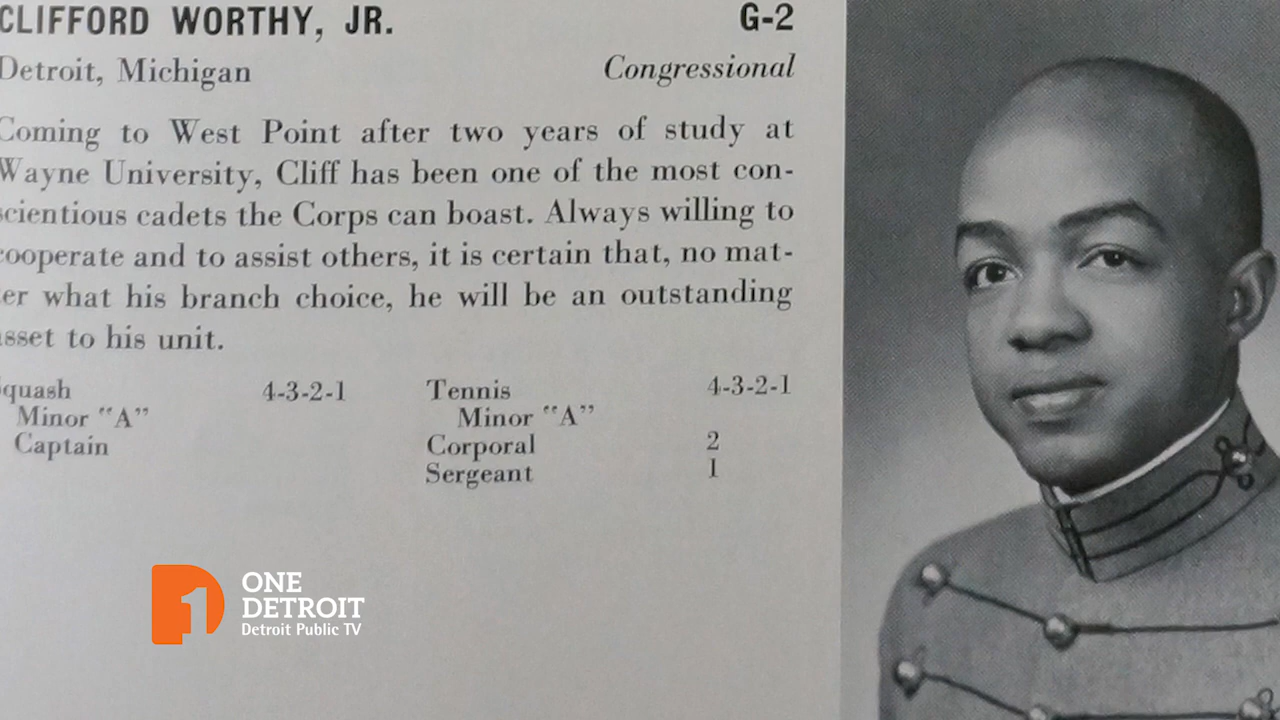 CLIFFORD WORTHY, JR. G-2
Detroit, Michigan Congressional
Coming to West Point after two years of study at
Wayne University, Cliff has been one of the most con-
scientious cadets the Corps can boast. Always willing to
cooperate and to assist others, it is certain that, no mat-
er what his branch choice, he will be an outstanding
asset to his unit.
quash 4-3-2-1 Tennis 4-3-2-1
Minor "A" Minor "A"
Captain Corporal 2
Sergeant 1
1
ONE
DETROIT
Detroit Public TV